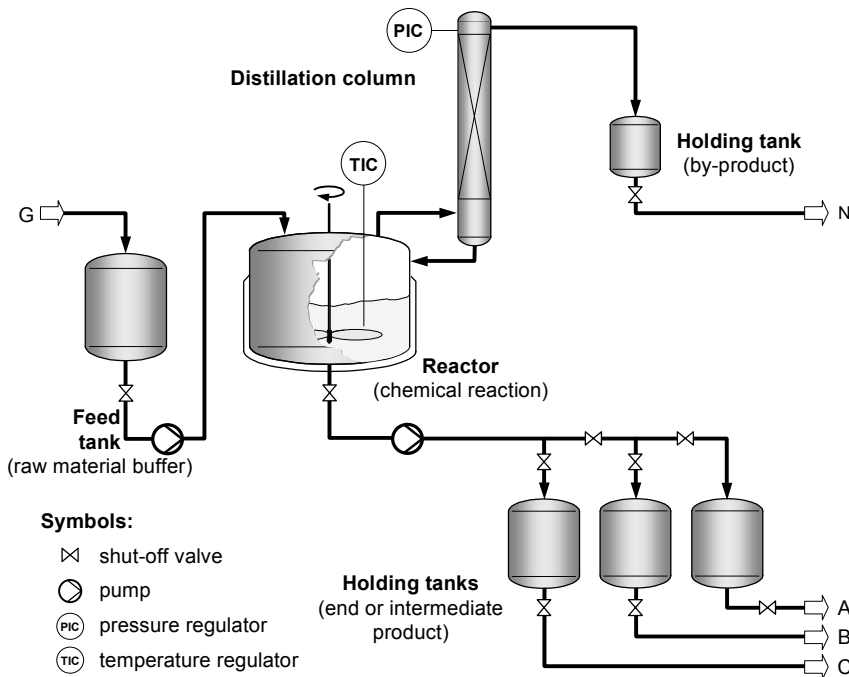 PIC
Distillation column
Holding tank
(by-product)
TIC
G
N
Reactor
(chemical reaction)
Feed
tank
(raw material buffer)
Symbols:
shut-off valve
pump
PIC
pressure regulator
TIC
temperature regulator
Holding tanks
(end or intermediate
product)
A
B
C